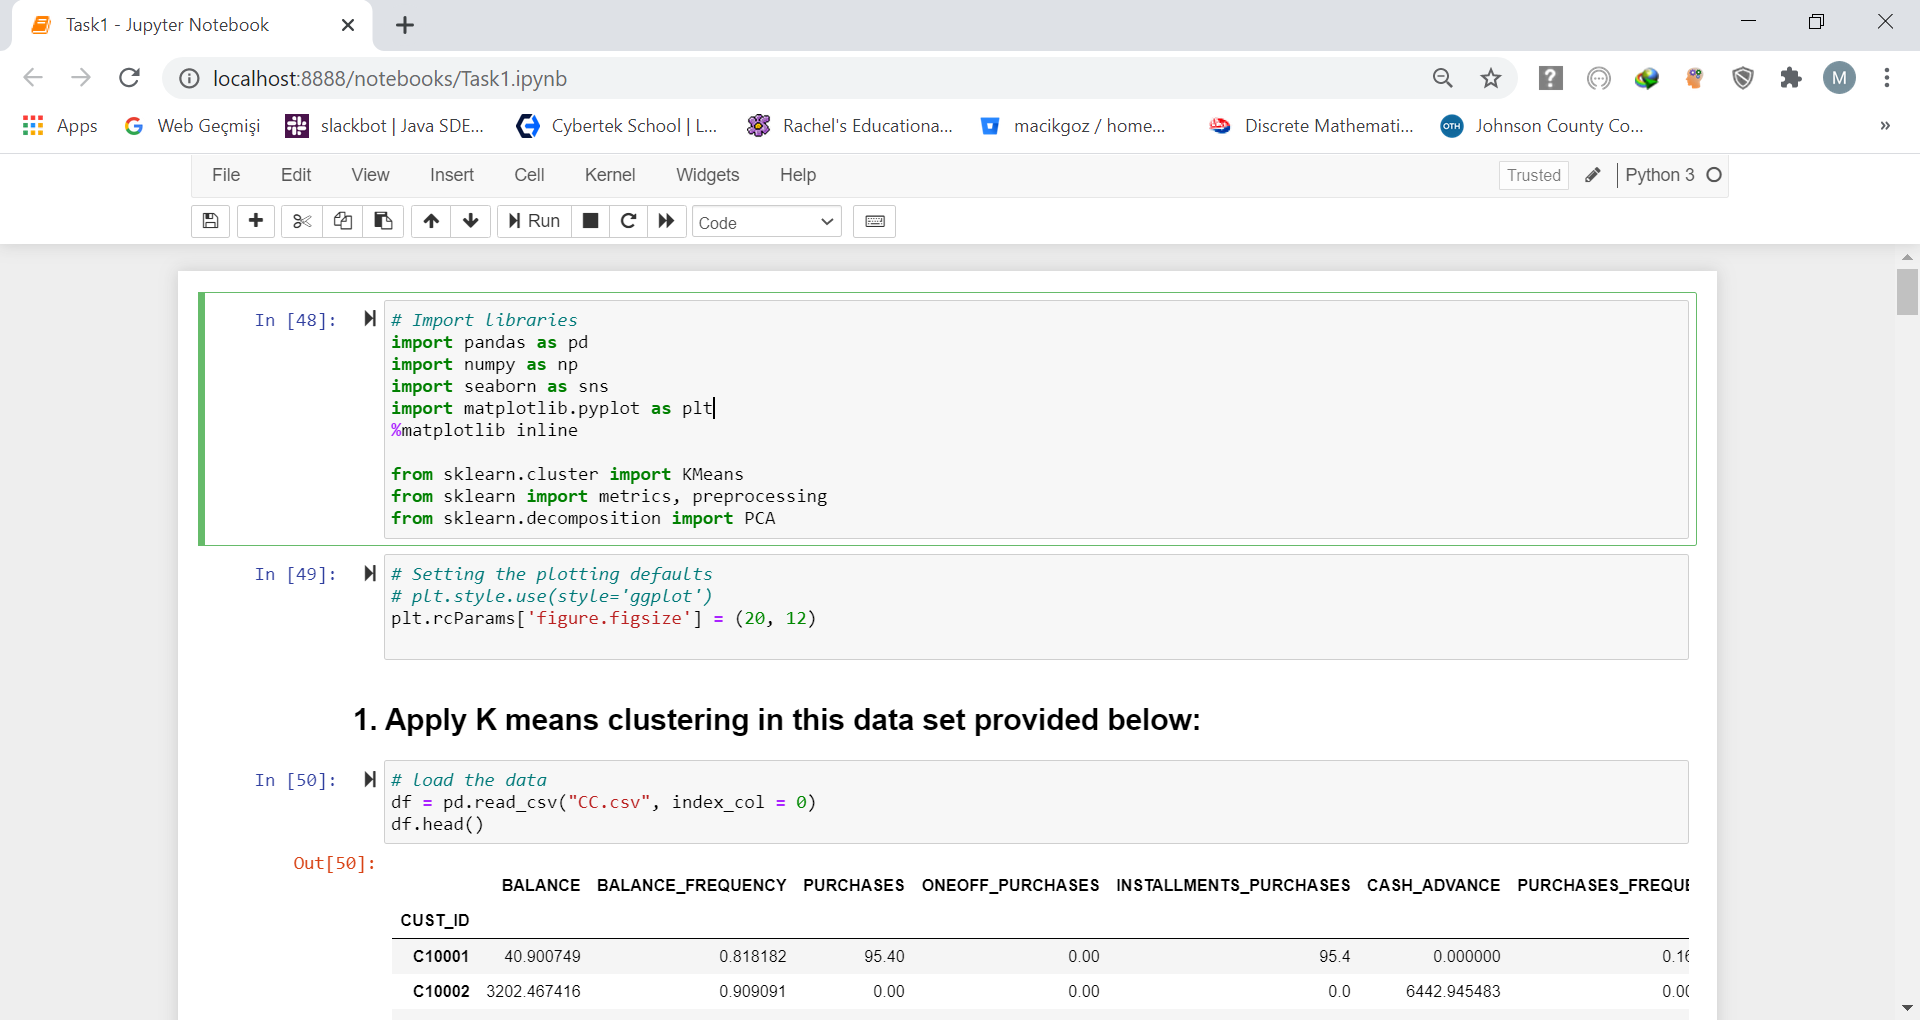 Task1 - Jupyter Notebook
localhost:8888/notebooks/Task1.ipynb
M
Apps
Web Geçmişi
slackbot | Java SDE...
Cybertek School | L...
Rachel's Educationa...
macikgoz / home...
Discrete Mathemati...
OTH
Johnson County Co...
»
File Edit View Insert Cell Kernel Widgets Help
Trusted
Python 3
Run
Code
In [48]:
# Import libraries
import pandas as pd
import numpy as np
import seaborn as sns
import matplotlib.pyplot as plt
%matplotlib inline
from sklearn.cluster import KMeans
from sklearn import metrics, preprocessing
from sklearn.decomposition import PCA
In [49]:
# Setting the plotting defaults
# plt.style.use(style='ggplot')
plt.rcParams['figure.figsize'] = (20, 12)
1. Apply K means clustering in this data set provided below:
In [50]:
# load the data
df = pd.read_csv("CC.csv", index_col = 0)
df.head()
Out[50]:
BALANCE BALANCE_FREQUENCY PURCHASES ONEOFF_PURCHASES INSTALLMENTS_PURCHASES CASH_ADVANCE PURCHASES_FREQUE
CUST_ID
C10001 40.900749 0.818182 95.40 0.00 95.4 0.000000 0.16
C10002 3202.467416 0.909091 0.00 0.00 0.0 6442.945483 0.00